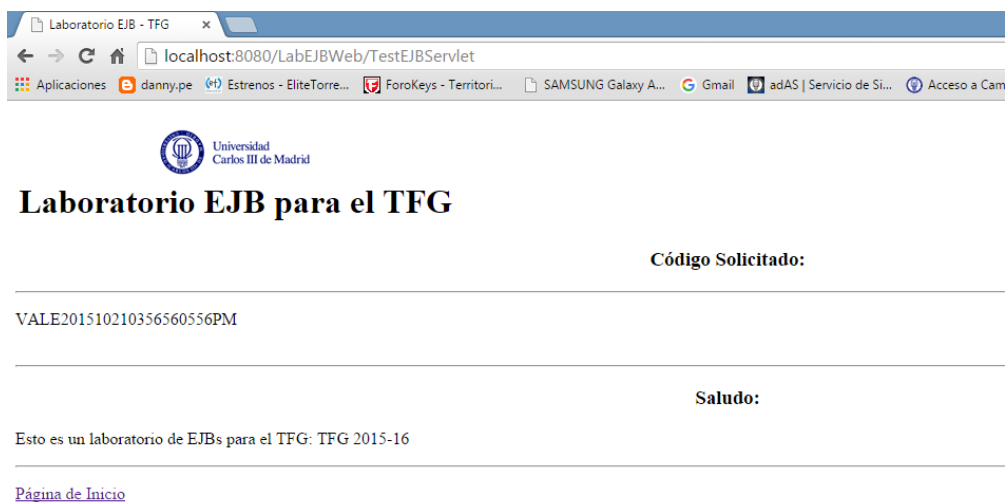 Laboratorio EJB - TFG
localhost:8080/LabEJBWeb/TestEJBServlet
Aplicaciones danny.pe Estrenos - EliteTorre... ForoKeys - Territori... SAMSUNG Galaxy A... Gmail adAS | Servicio de Si... Acceso a Cam
Universidad
Carlos III de Madrid
Laboratorio EJB para el TFG
Código Solicitado:
VALE201510210356560556PM
Saludo:
Esto es un laboratorio de EJBs para el TFG: TFG 2015-16
Página de Inicio